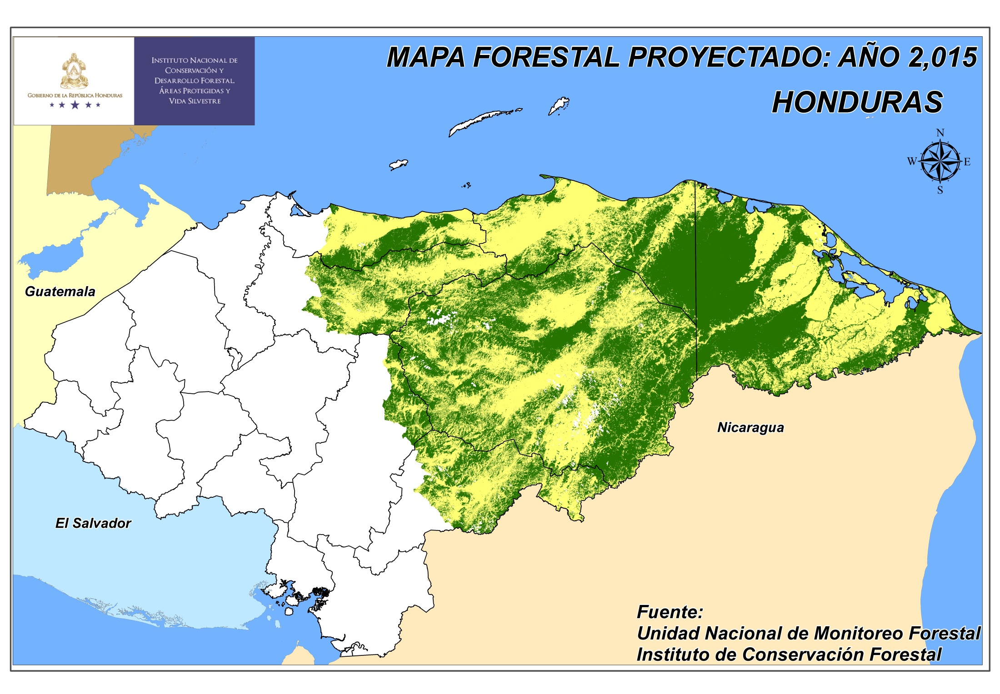 MAPA FORESTAL PROYECTADO: AÑO 2,015
HONDURAS
GOBIERNO DE LA REPÚBLICA HONDURAS
INSTITUTO NACIONAL DE
CONSERVACIÓN Y
DESARROLLO FORESTAL,
ÁREAS PROTEGIDAS Y
VIDA SILVESTRE
N
W
E
S
Guatemala
Nicaragua
El Salvador
Fuente:
Unidad Nacional de Monitoreo Forestal
Instituto de Conservación Forestal